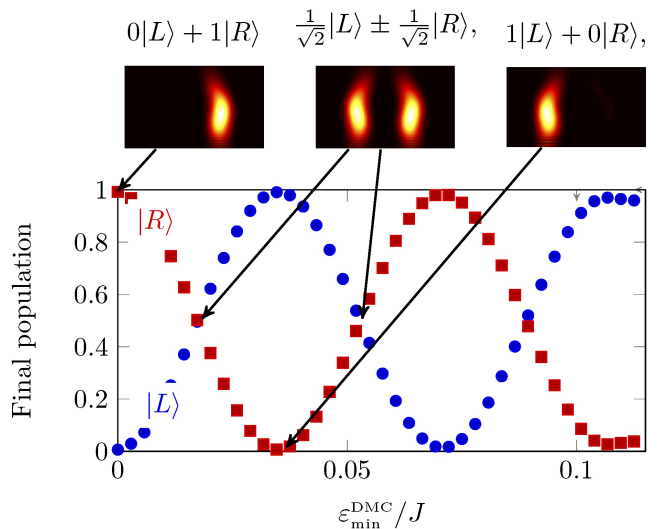 0|L⟩ + 1|R⟩ 1/√2|L⟩ ± 1/√2|R⟩, 1|L⟩ + 0|R⟩,
1
|R⟩
0.8
0.6
Final population
0.4
|L⟩
0.2
0
0 0.05 0.1
ε_min^DMC/J